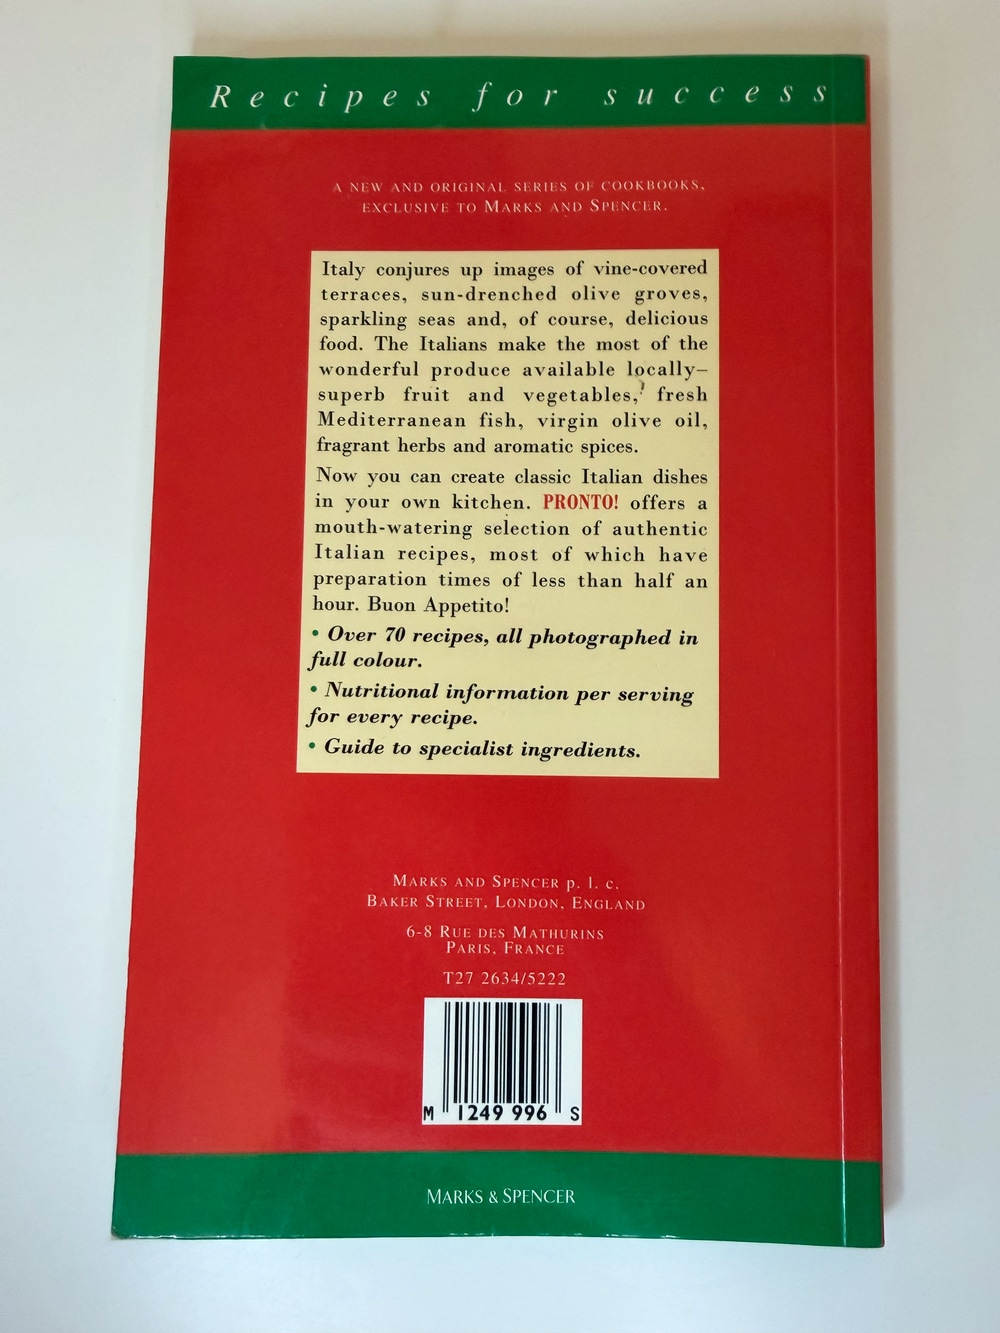 Recipes for success
A NEW AND ORIGINAL SERIES OF COOKBOOKS,
EXCLUSIVE TO MARKS AND SPENCER.
Italy conjures up images of vine-covered
terraces, sun-drenched olive groves,
sparkling seas and, of course, delicious
food. The Italians make the most of the
wonderful produce available locally–
superb fruit and vegetables, fresh
Mediterranean fish, virgin olive oil,
fragrant herbs and aromatic spices.
Now you can create classic Italian dishes
in your own kitchen. PRONTO! offers a
mouth-watering selection of authentic
Italian recipes, most of which have
preparation times of less than half an
hour. Buon Appetito!
• Over 70 recipes, all photographed in
full colour.
• Nutritional information per serving
for every recipe.
• Guide to specialist ingredients.
MARKS AND SPENCER p. l. c.
BAKER STREET, LONDON, ENGLAND
6-8 RUE DES MATHURINS
PARIS, FRANCE
T27 2634/5222
M 1249 996 S
MARKS & SPENCER